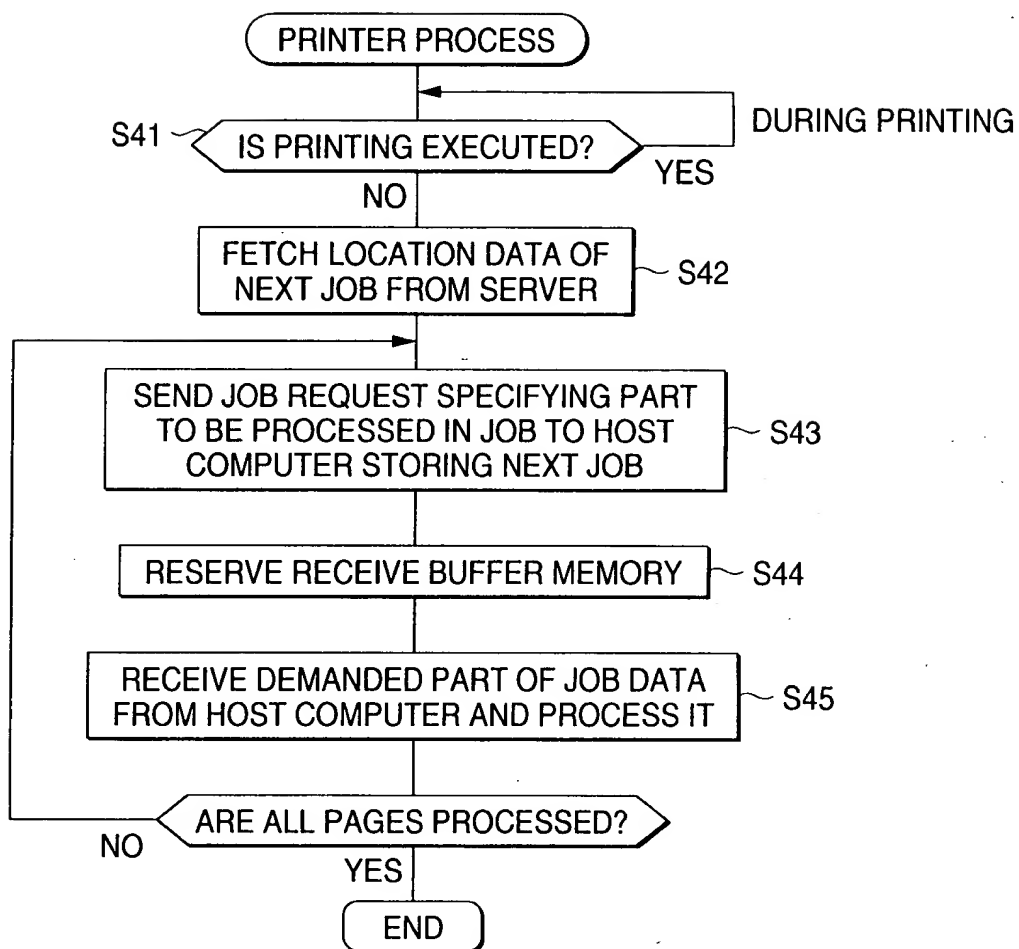 PRINTER PROCESS
DURING PRINTING
S41
IS PRINTING EXECUTED?
YES
NO
FETCH LOCATION DATA OF
NEXT JOB FROM SERVER
S42
SEND JOB REQUEST SPECIFYING PART
TO BE PROCESSED IN JOB TO HOST
COMPUTER STORING NEXT JOB
S43
RESERVE RECEIVE BUFFER MEMORY
S44
RECEIVE DEMANDED PART OF JOB DATA
FROM HOST COMPUTER AND PROCESS IT
S45
ARE ALL PAGES PROCESSED?
NO
YES
END